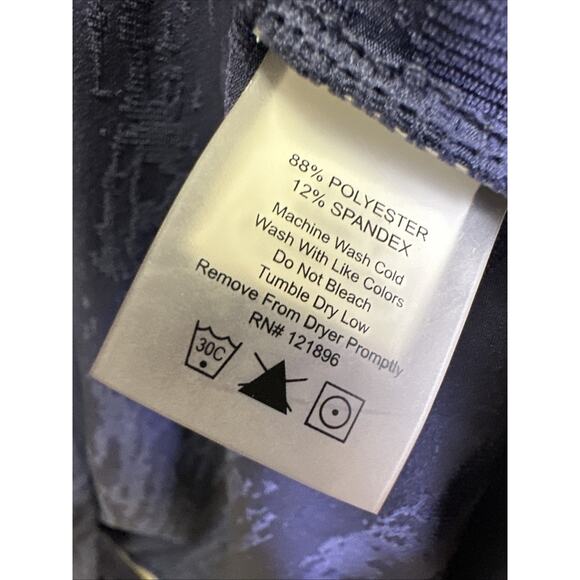 88% POLYESTER
12% SPANDEX
Machine Wash Cold
Wash With Like Colors
Do Not Bleach
Tumble Dry Low
Remove From Dryer Promptly
RN# 121896
30C